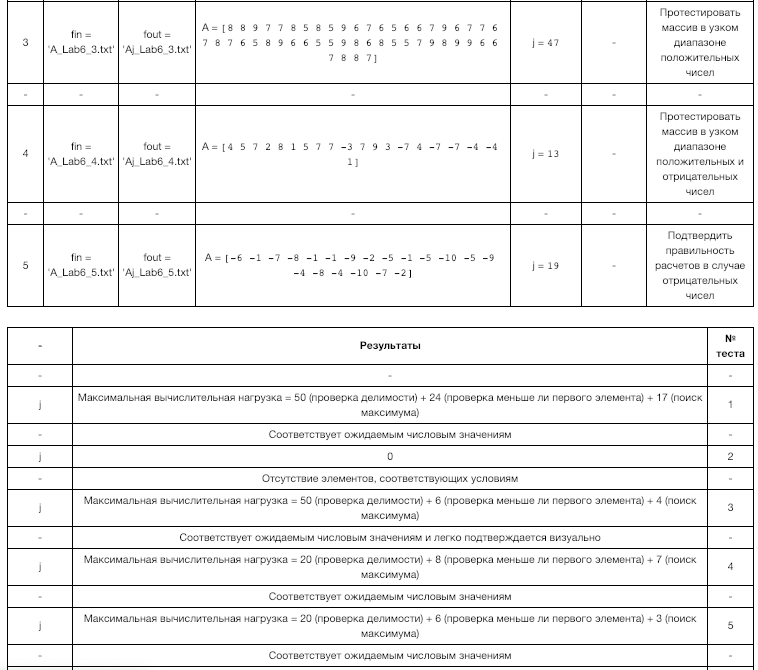 3
fin =
'A_Lab6_3.txt'
fout =
'Aj_Lab6_3.txt'
A = [8 8 9 7 7 8 5 8 5 9 6 7 6 5 6 6 7 9 6 7 7 6
7 8 7 6 5 8 9 6 6 5 5 9 8 6 8 5 5 7 9 8 9 9 6 6
7 8 8 7]
j = 47
-
Протестировать
массив в узком
диапазоне
положительных
чисел
- - - - - - -
4
fin =
'A_Lab6_4.txt'
fout =
'Aj_Lab6_4.txt'
A = [4 5 7 2 8 1 5 7 7 -3 7 9 3 -7 4 -7 -7 -4 -4
1]
j = 13
-
Протестировать
массив в узком
диапазоне
положительных и
отрицательных
чисел
- - - - - - -
5
fin =
'A_Lab6_5.txt'
fout =
'Aj_Lab6_5.txt'
A = [-6 -1 -7 -8 -1 -1 -9 -2 -5 -1 -5 -10 -5 -9
-4 -8 -4 -10 -7 -2]
j = 19
-
Подтвердить
правильность
расчетов в случае
отрицательных
чисел
-
Результаты
№
теста
- - -
j
Максимальная вычислительная нагрузка = 50 (проверка делимости) + 24 (проверка меньше ли первого элемента) + 17 (поиск
максимума)
1
- Соответствует ожидаемым числовым значениям -
j 0 2
- Отсутствие элементов, соответствующих условиям -
j
Максимальная вычислительная нагрузка = 50 (проверка делимости) + 6 (проверка меньше ли первого элемента) + 4 (поиск
максимума)
3
- Соответствует ожидаемым числовым значениям и легко подтверждается визуально -
j
Максимальная вычислительная нагрузка = 20 (проверка делимости) + 8 (проверка меньше ли первого элемента) + 7 (поиск
максимума)
4
- Соответствует ожидаемым числовым значениям -
j
Максимальная вычислительная нагрузка = 20 (проверка делимости) + 6 (проверка меньше ли первого элемента) + 3 (поиск
максимума)
5
- Соответствует ожидаемым числовым значениям -